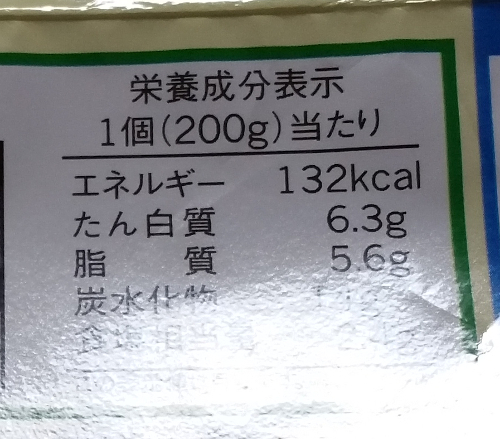 栄養成分表示
1個(200g)当たり
エネルギー 132kcal
たん白質 6.3g
脂 質 5.6g
炭水化物
食塩相当